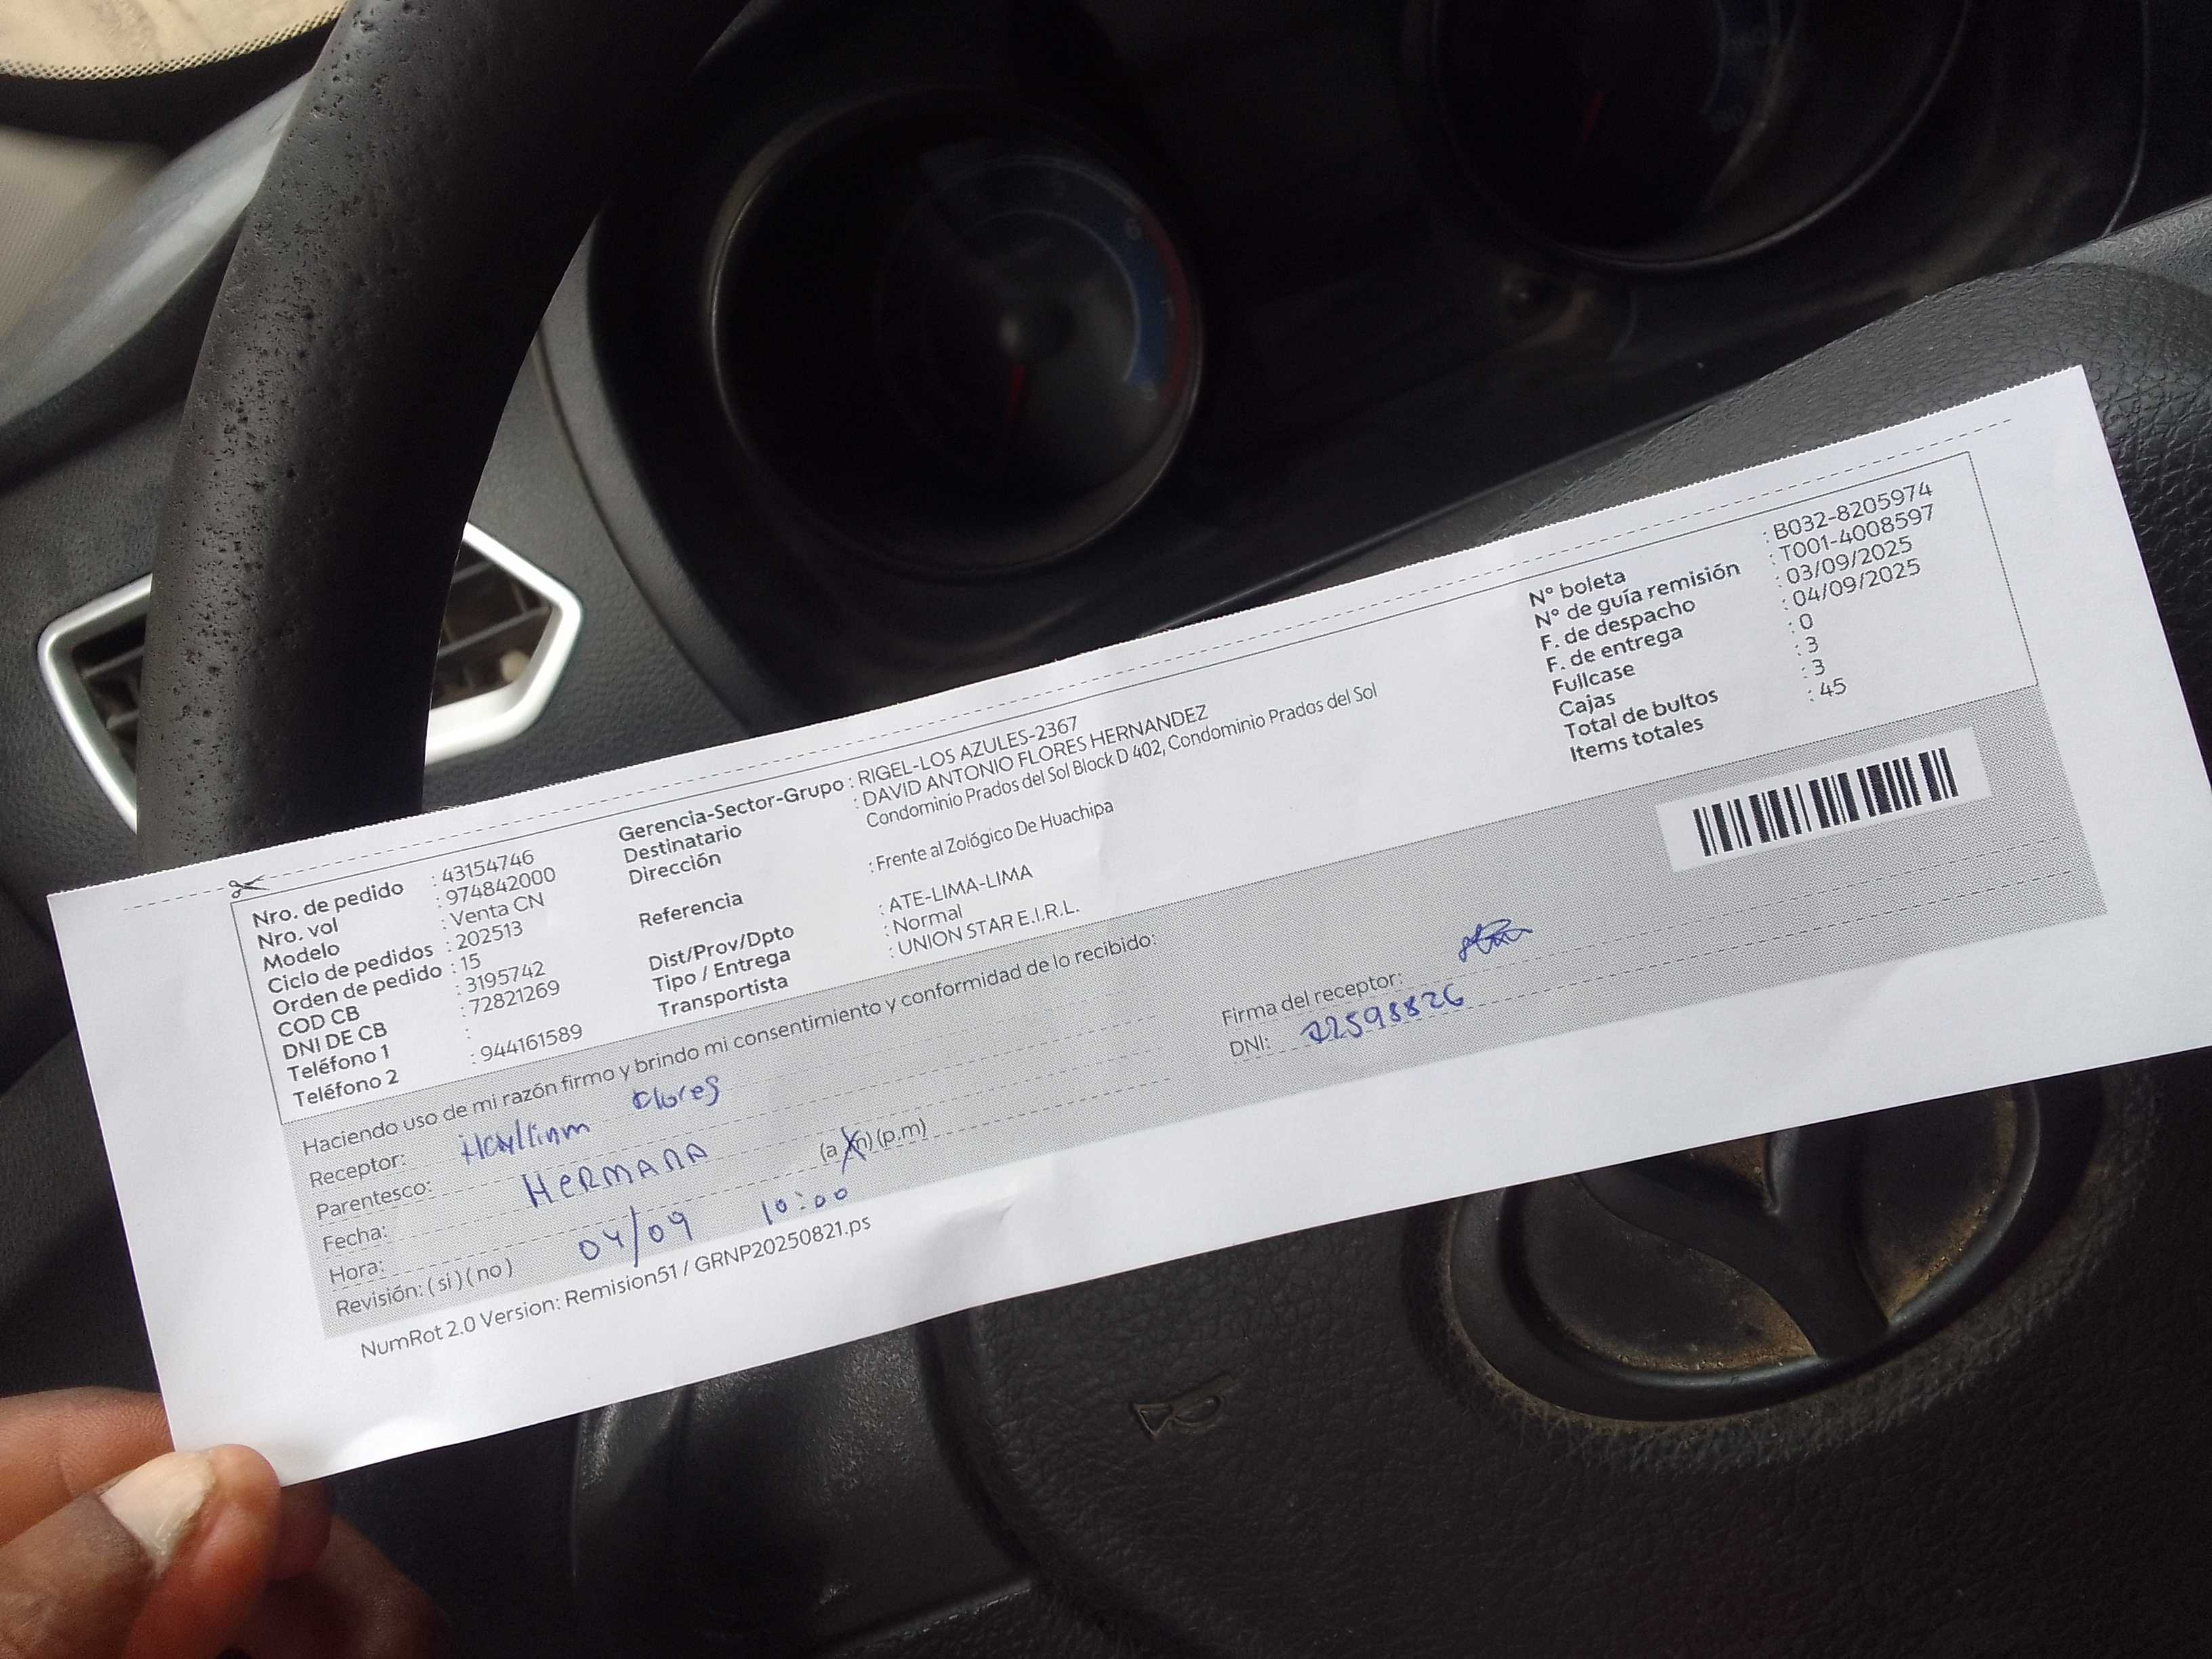 Nro. de pedido : 43154746
Nro. vol : 974842000
Modelo : Venta CN
Ciclo de pedidos : 202513
Orden de pedido : 15
COD CB : 3195742
DNI DE CB : 72821269
Teléfono 1 :
Teléfono 2 : 944161589
Gerencia-Sector-Grupo : RIGEL-LOS AZULES-2367
Destinatario : DAVID ANTONIO FLORES HERNANDEZ
Dirección Condominio Prados del Sol Block D 402, Condominio Prados del Sol
Referencia : Frente al Zológico De Huachipa
Dist/Prov/Dpto : ATE-LIMA-LIMA
Tipo / Entrega : Normal
Transportista : UNION STAR E.I.R.L.
N° boleta : B032-8205974
N° de guía remisión : T001-4008597
F. de despacho : 03/09/2025
F. de entrega : 04/09/2025
Fullcase : 0
Cajas : 3
Total de bultos : 3
Items totales : 45
Haciendo uso de mi razón firmo y brindo mi consentimiento y conformidad de lo recibido:
Receptor: Flores
Parentesco: HERMANA
Fecha: 04/09
Hora: 10:00 (a.m) (p.m)
Revisión: ( si ) ( no )
Firma del receptor:
DNI:
NumRot 2.0 Version: Remision51 / GRNP20250821.ps